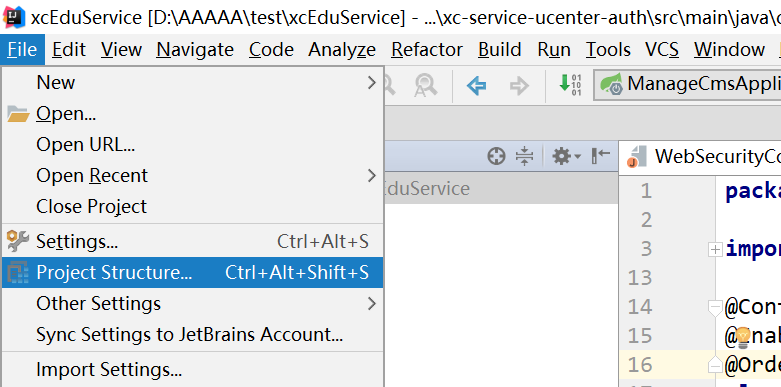 xcEduService [D:\AAAAA\test\xcEduService] - ...\xc-service-ucenter-auth\src\main\java\c
File Edit View Navigate Code Analyze Refactor Build Run Tools VCS Window
New
ManageCmsAppli
Open...
Open URL...
WebSecurityCo
Open Recent
EduService
1 packa
Close Project
2
Settings... Ctrl+Alt+S
3 impor
Project Structure... Ctrl+Alt+Shift+S
13
Other Settings
14 @Conf
Sync Settings to JetBrains Account...
15 @Enab
Import Settings...
16 @Orde